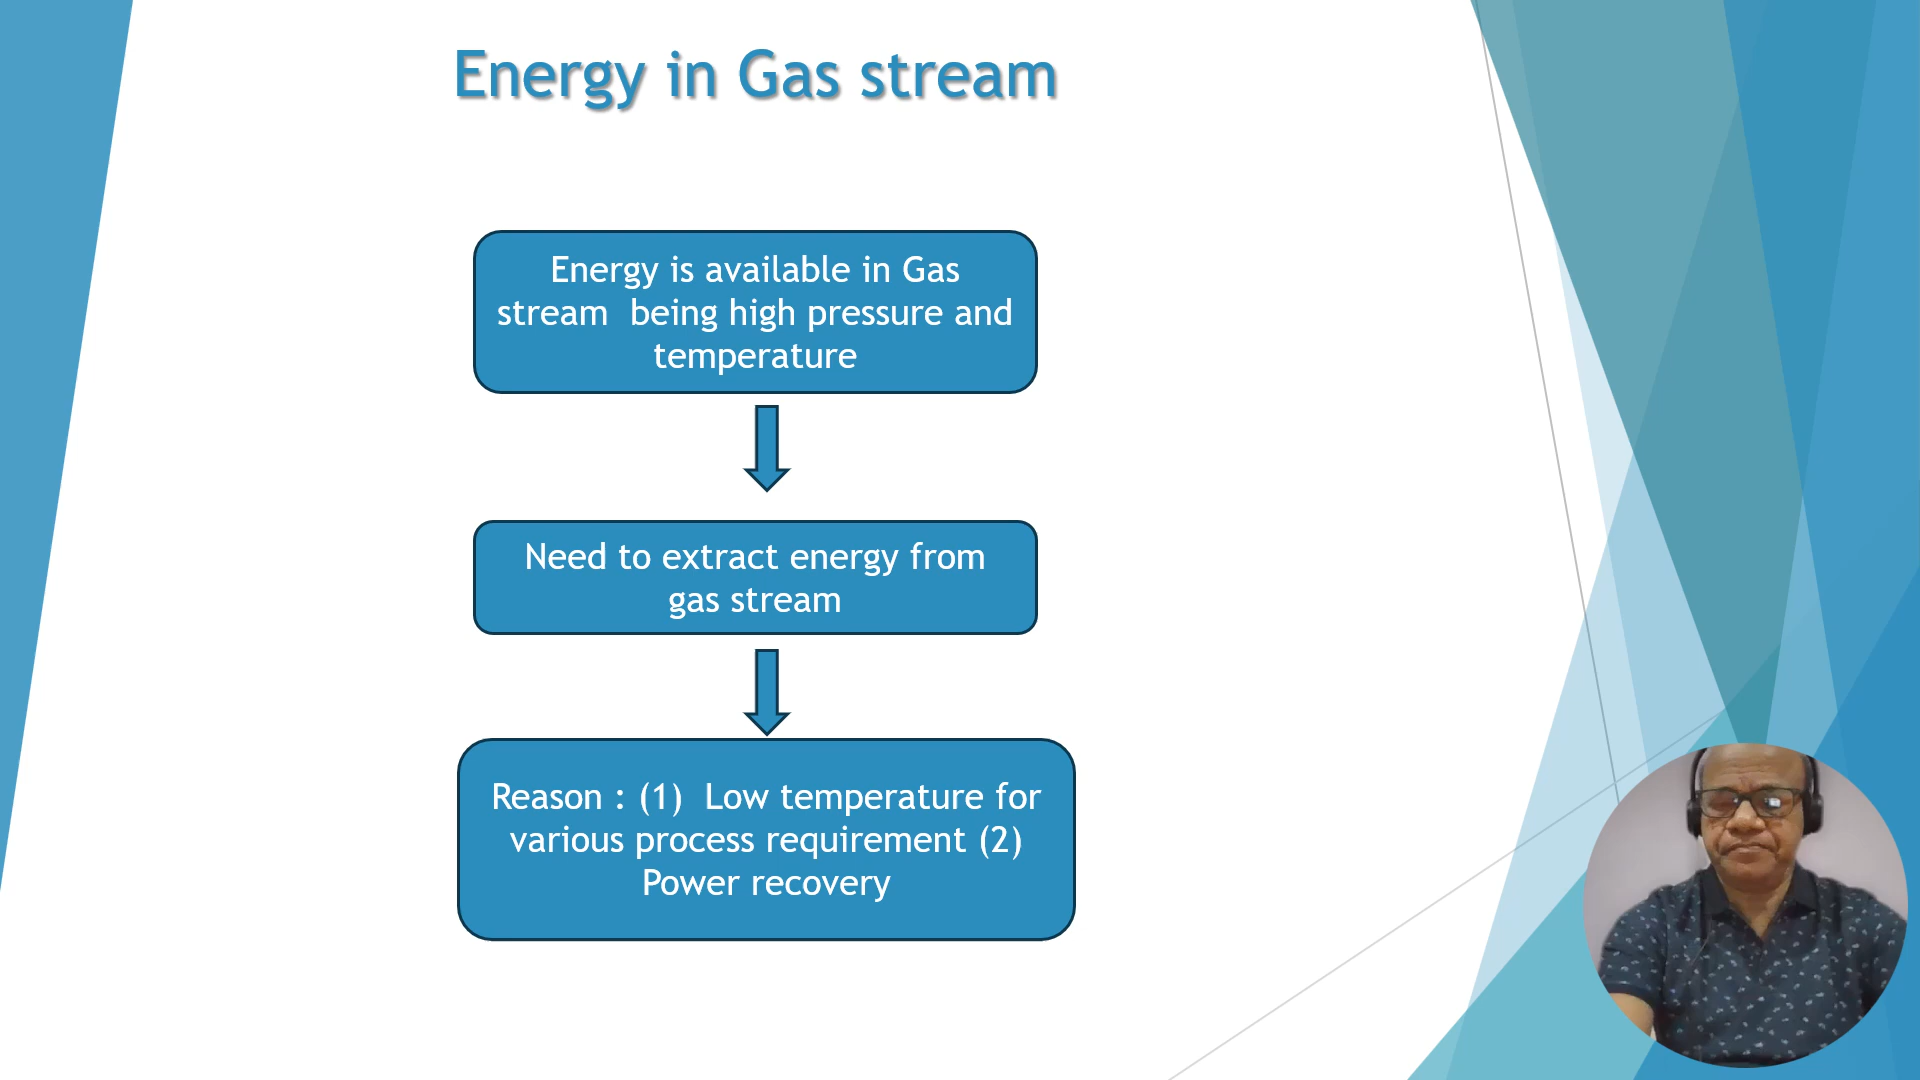 Energy in Gas stream
Energy is available in Gas
stream  being high pressure and
temperature
Need to extract energy from
gas stream
Reason : (1)  Low temperature for
various process requirement (2)
Power recovery